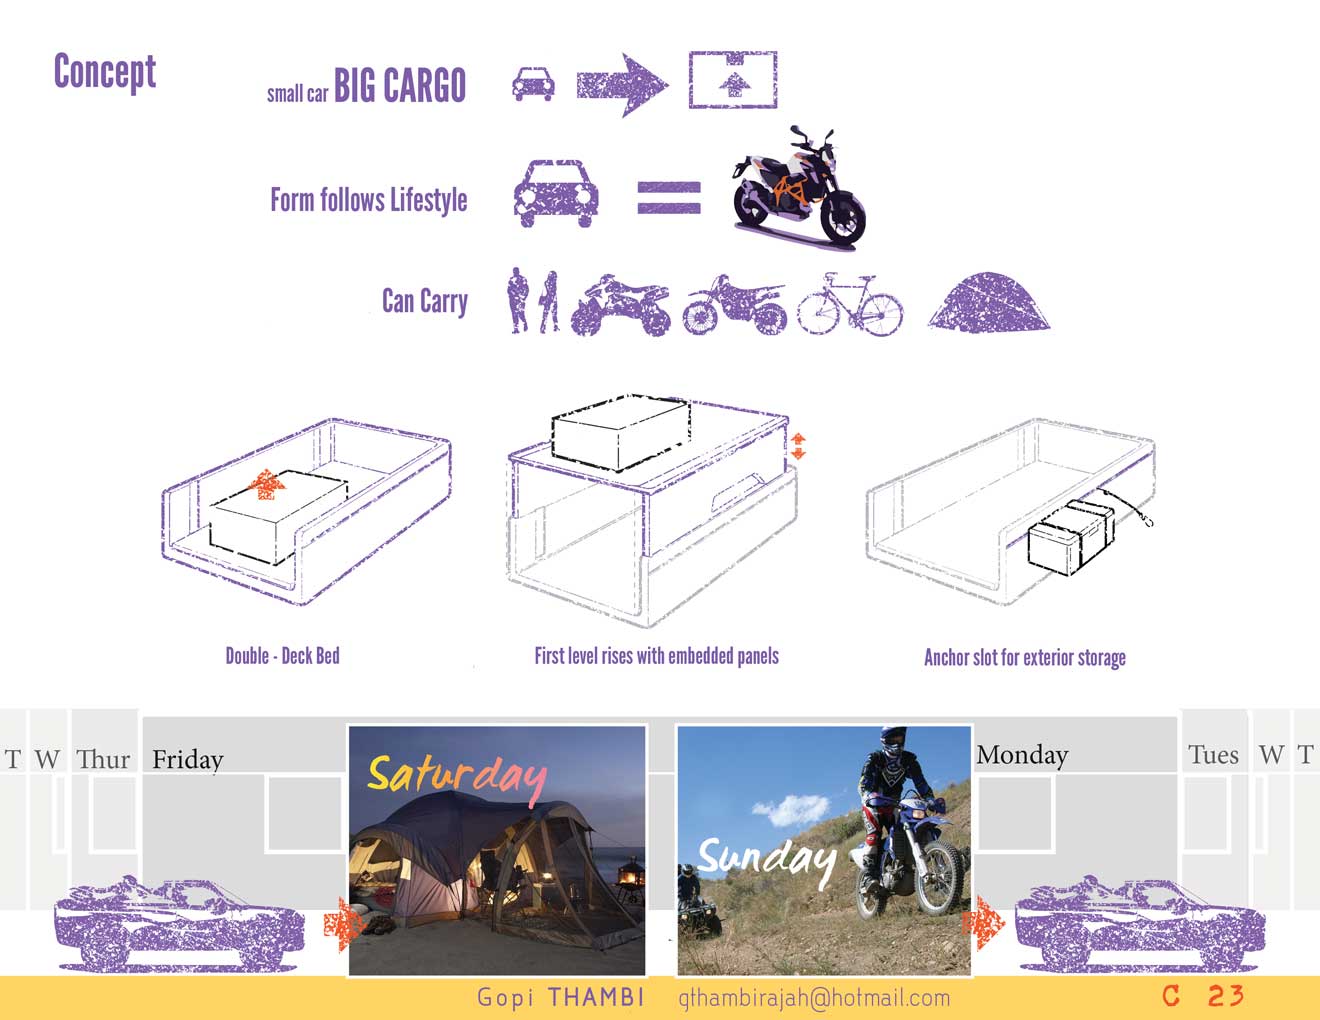 Concept
small car BIG CARGO
Form follows Lifestyle
Can Carry
Double - Deck Bed
First level rises with embedded panels
Anchor slot for exterior storage
T W Thur Friday Saturday Sunday Monday Tues W T
Gopi THAMBI gthambirajah@hotmail.com C 23